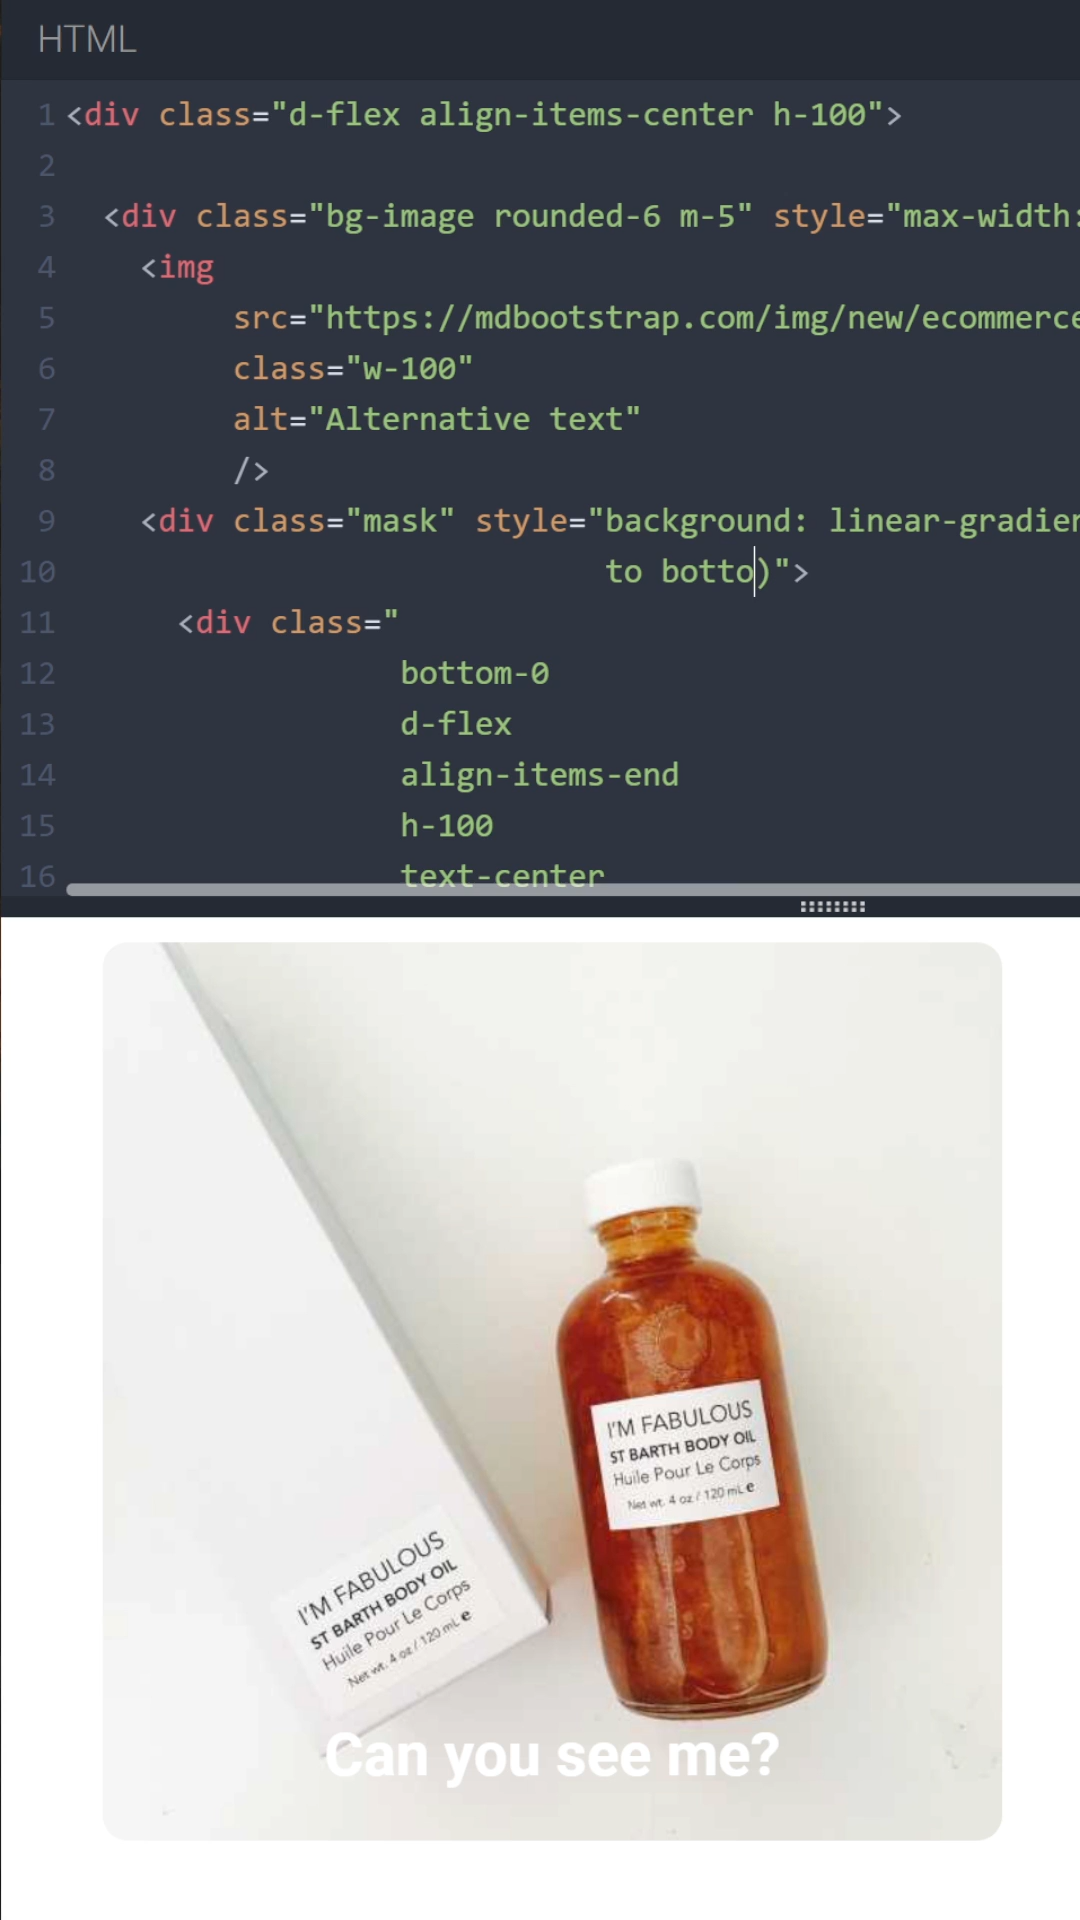 HTML
1 <div class="d-flex align-items-center h-100">
2
3 <div class="bg-image rounded-6 m-5" style="max-width:
4 <img
5 src="https://mdbootstrap.com/img/new/ecommerce
6 class="w-100"
7 alt="Alternative text"
8 />
9 <div class="mask" style="background: linear-gradien
10 to botto)">
11 <div class="
12 bottom-0
13 d-flex
14 align-items-end
15 h-100
16 text-center
I'M FABULOUS
ST BARTH BODY OIL
Huile Pour Le Corps
Net wt. 4 oz / 120 mL e
I'M FABULOUS
ST BARTH BODY OIL
Huile Pour Le Corps
Net wt. 4 oz / 120 mL e
Can you see me?